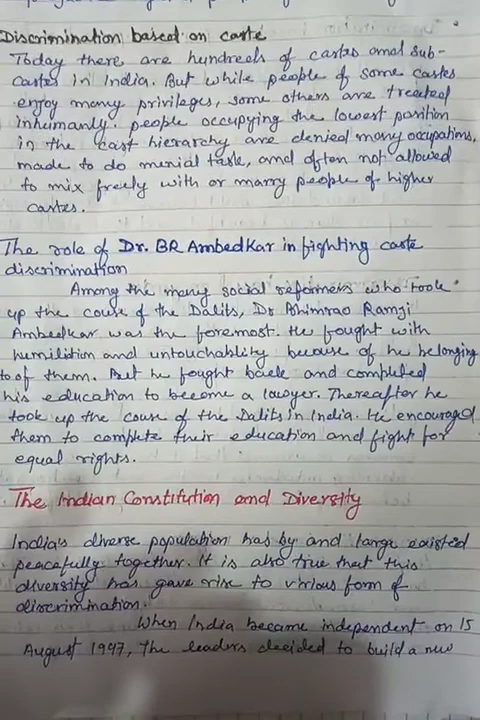 Discrimination based on caste
Today there are hundreds of castes and sub-
castes in India. But while people of some castes
enjoy many privileges, some others are treated
inhumanly. people occupying the lowest position
in the cast hierarchy are denied many occupations,
made to do menial task, and often not allowed
to mix freely with or marry people of higher
castes.
The role of Dr. BR Ambedkar in fighting caste
discrimination
Among the many social reformers who took
up the cause of the Dalits, Dr Bhimrao Ramji
Ambedkar was the foremost. He fought with
humilition and untouchablity because of he belonging
to of them. But he fought back and completed
his education to become a lawyer. Thereafter he
took up the cause of the Dalits in India. He encouraged
them to complete their education and fight for
equal rights.
The Indian Constitution and Diversity
India's diverse population has by and large existed
peacefully together. It is also true that this
diversity has gave rise to virious form of
discrimination.
When India became independent on 15
August 1947, The leaders decided to build a new